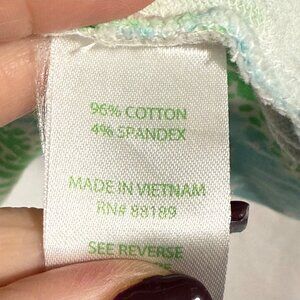 96% COTTON
4% SPANDEX
MADE IN VIETNAM
RN# 88189
SEE REVERSE